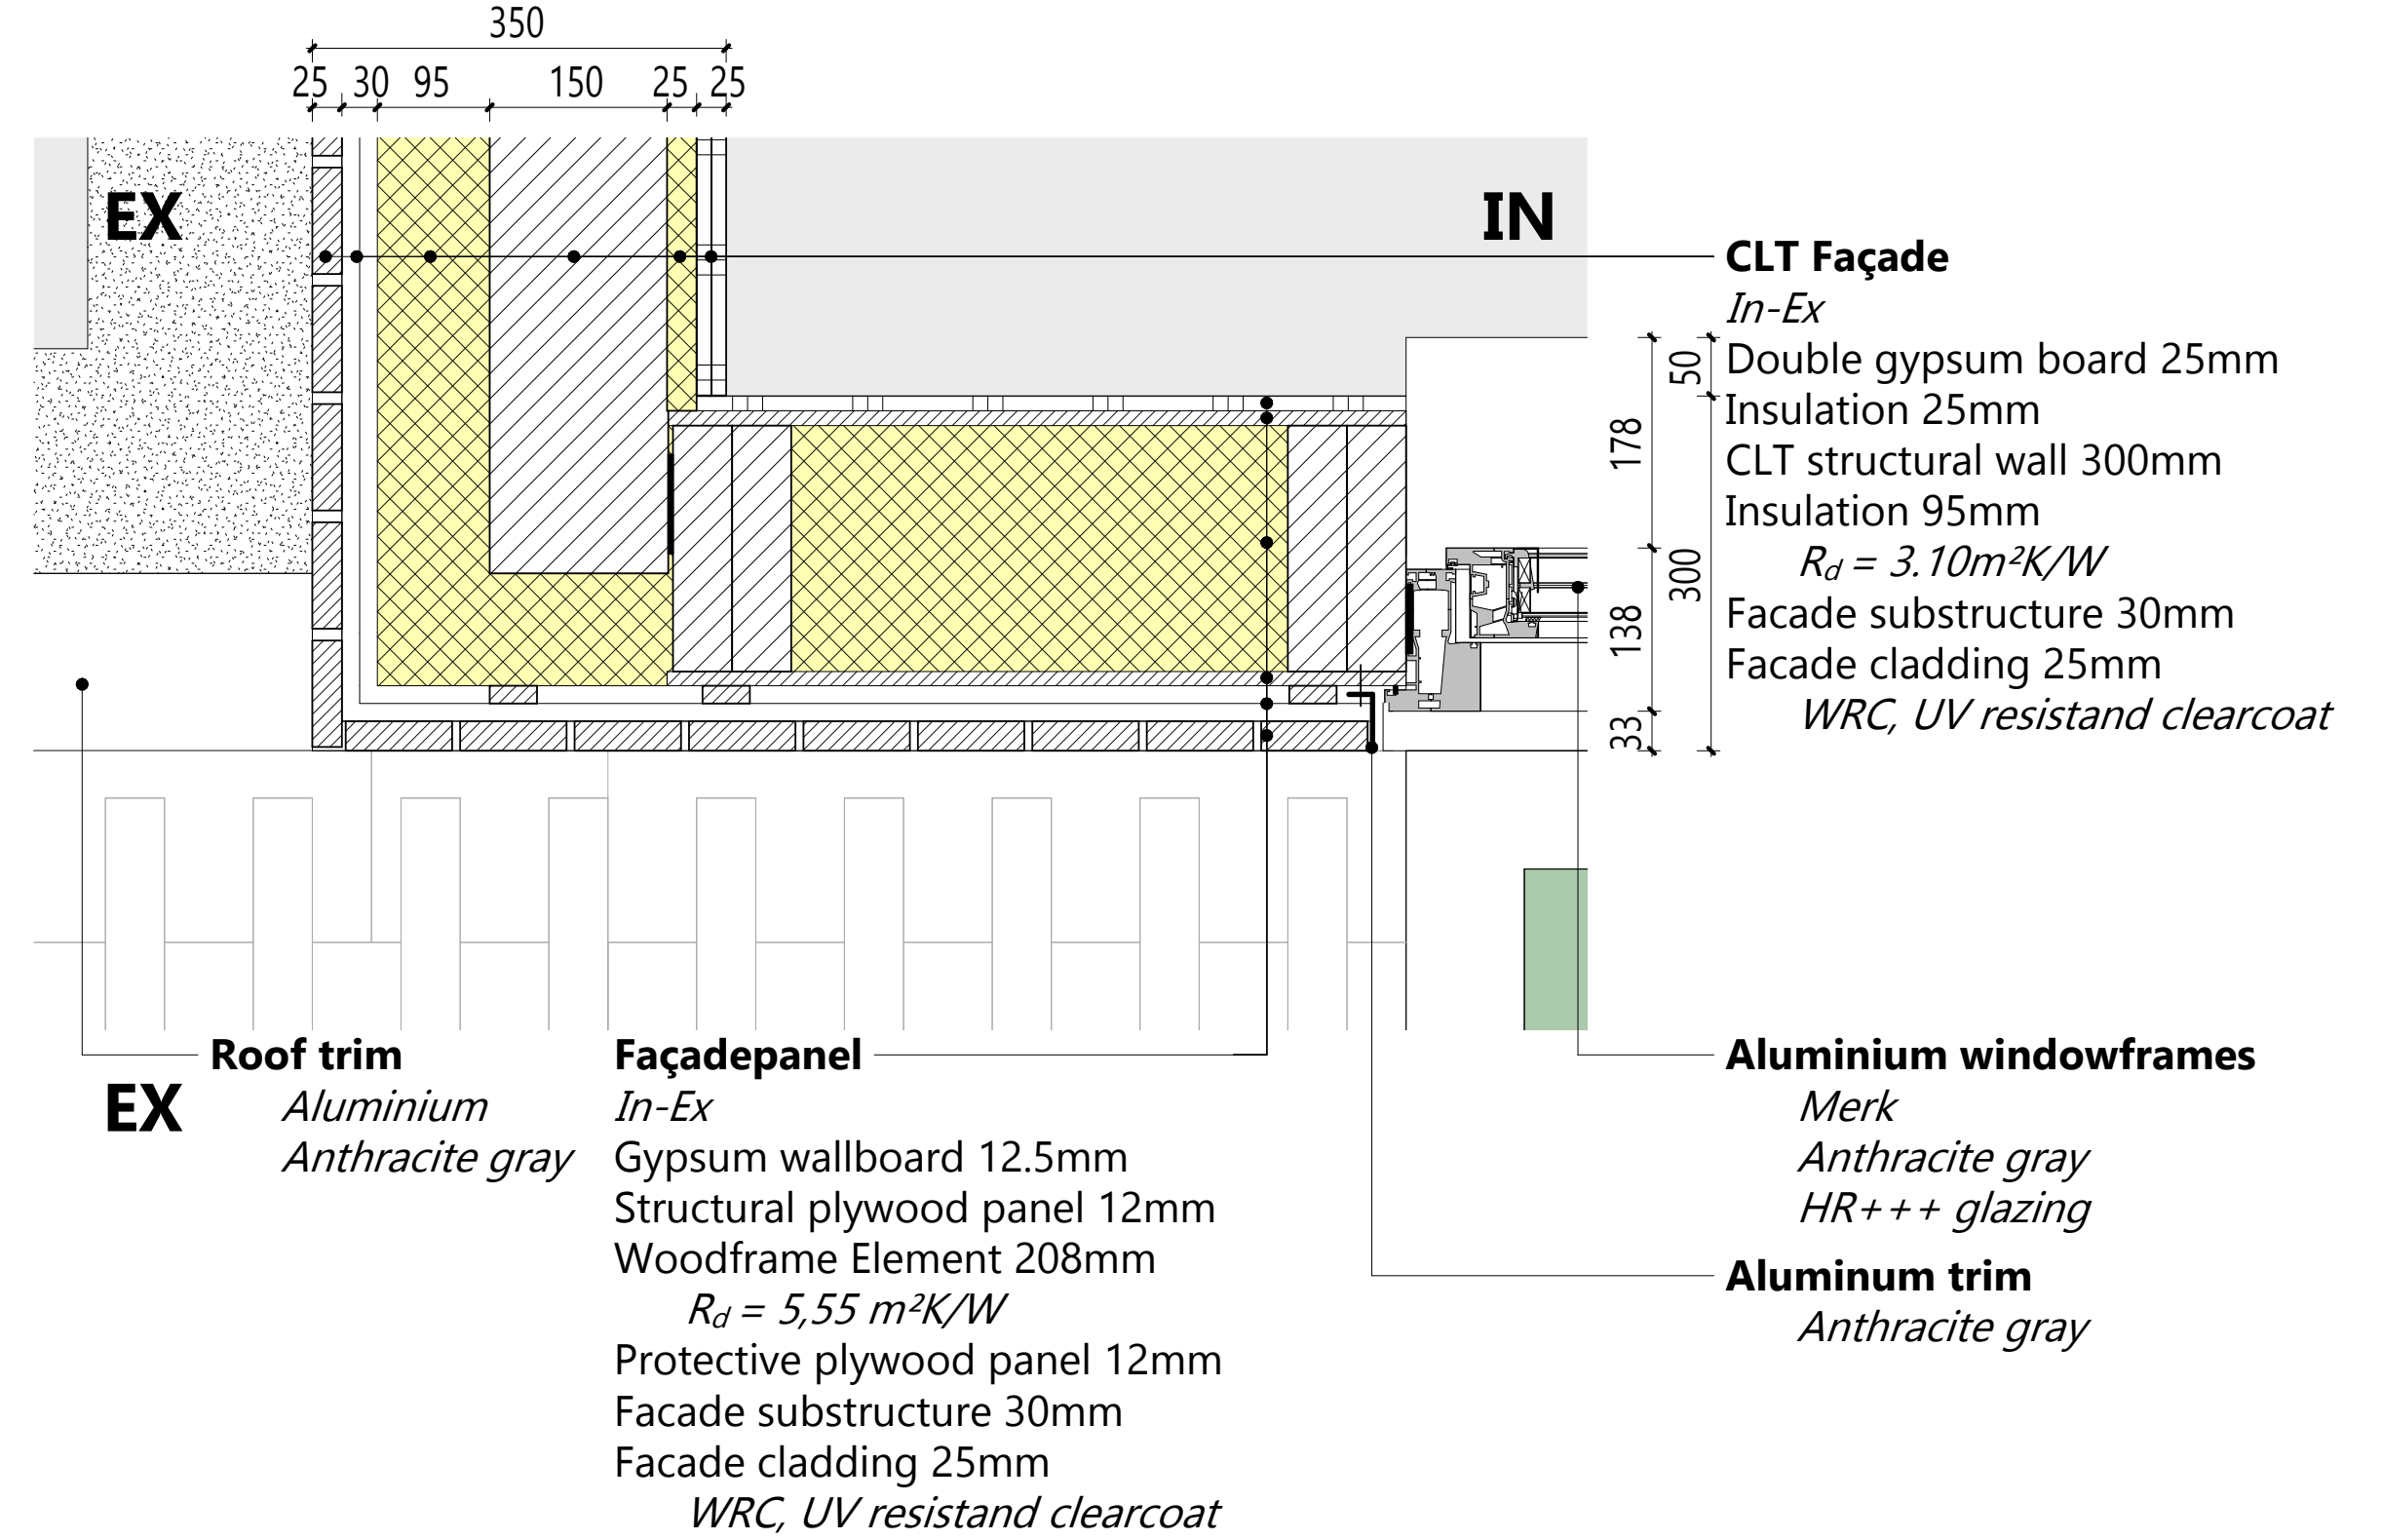 350
25 30 95 150 25 25
EX
IN
CLT Façade
In-Ex
Double gypsum board 25mm
Insulation 25mm
CLT structural wall 300mm
Insulation 95mm
Rd = 3.10m²K/W
Facade substructure 30mm
Facade cladding 25mm
WRC, UV resistand clearcoat
50
178
300
138
33
Roof trim
Aluminium
Anthracite gray
EX
Façadepanel
In-Ex
Gypsum wallboard 12.5mm
Structural plywood panel 12mm
Woodframe Element 208mm
Rd = 5,55 m²K/W
Protective plywood panel 12mm
Facade substructure 30mm
Facade cladding 25mm
WRC, UV resistand clearcoat
Aluminium windowframes
Merk
Anthracite gray
HR+++ glazing
Aluminum trim
Anthracite gray